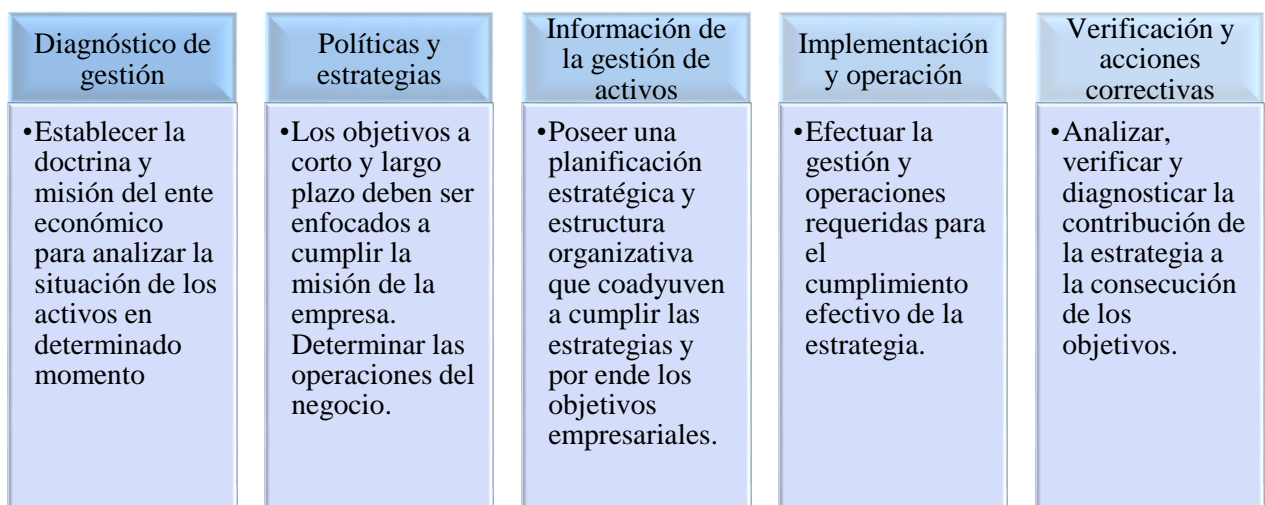 Diagnóstico de
gestión
•Establecer la
doctrina y
misión del ente
económico
para analizar la
situación de los
activos en
determinado
momento
Políticas y
estrategias
•Los objetivos a
corto y largo
plazo deben ser
enfocados a
cumplir la
misión de la
empresa.
Determinar las
operaciones del
negocio.
Información de
la gestión de
activos
•Poseer una
planificación
estratégica y
estructura
organizativa
que coadyuven
a cumplir las
estrategias y
por ende los
objetivos
empresariales.
Implementación
y operación
•Efectuar la
gestión y
operaciones
requeridas para
el
cumplimiento
efectivo de la
estrategia.
Verificación y
acciones
correctivas
•Analizar,
verificar y
diagnosticar la
contribución de
la estrategia a
la consecución
de los
objetivos.